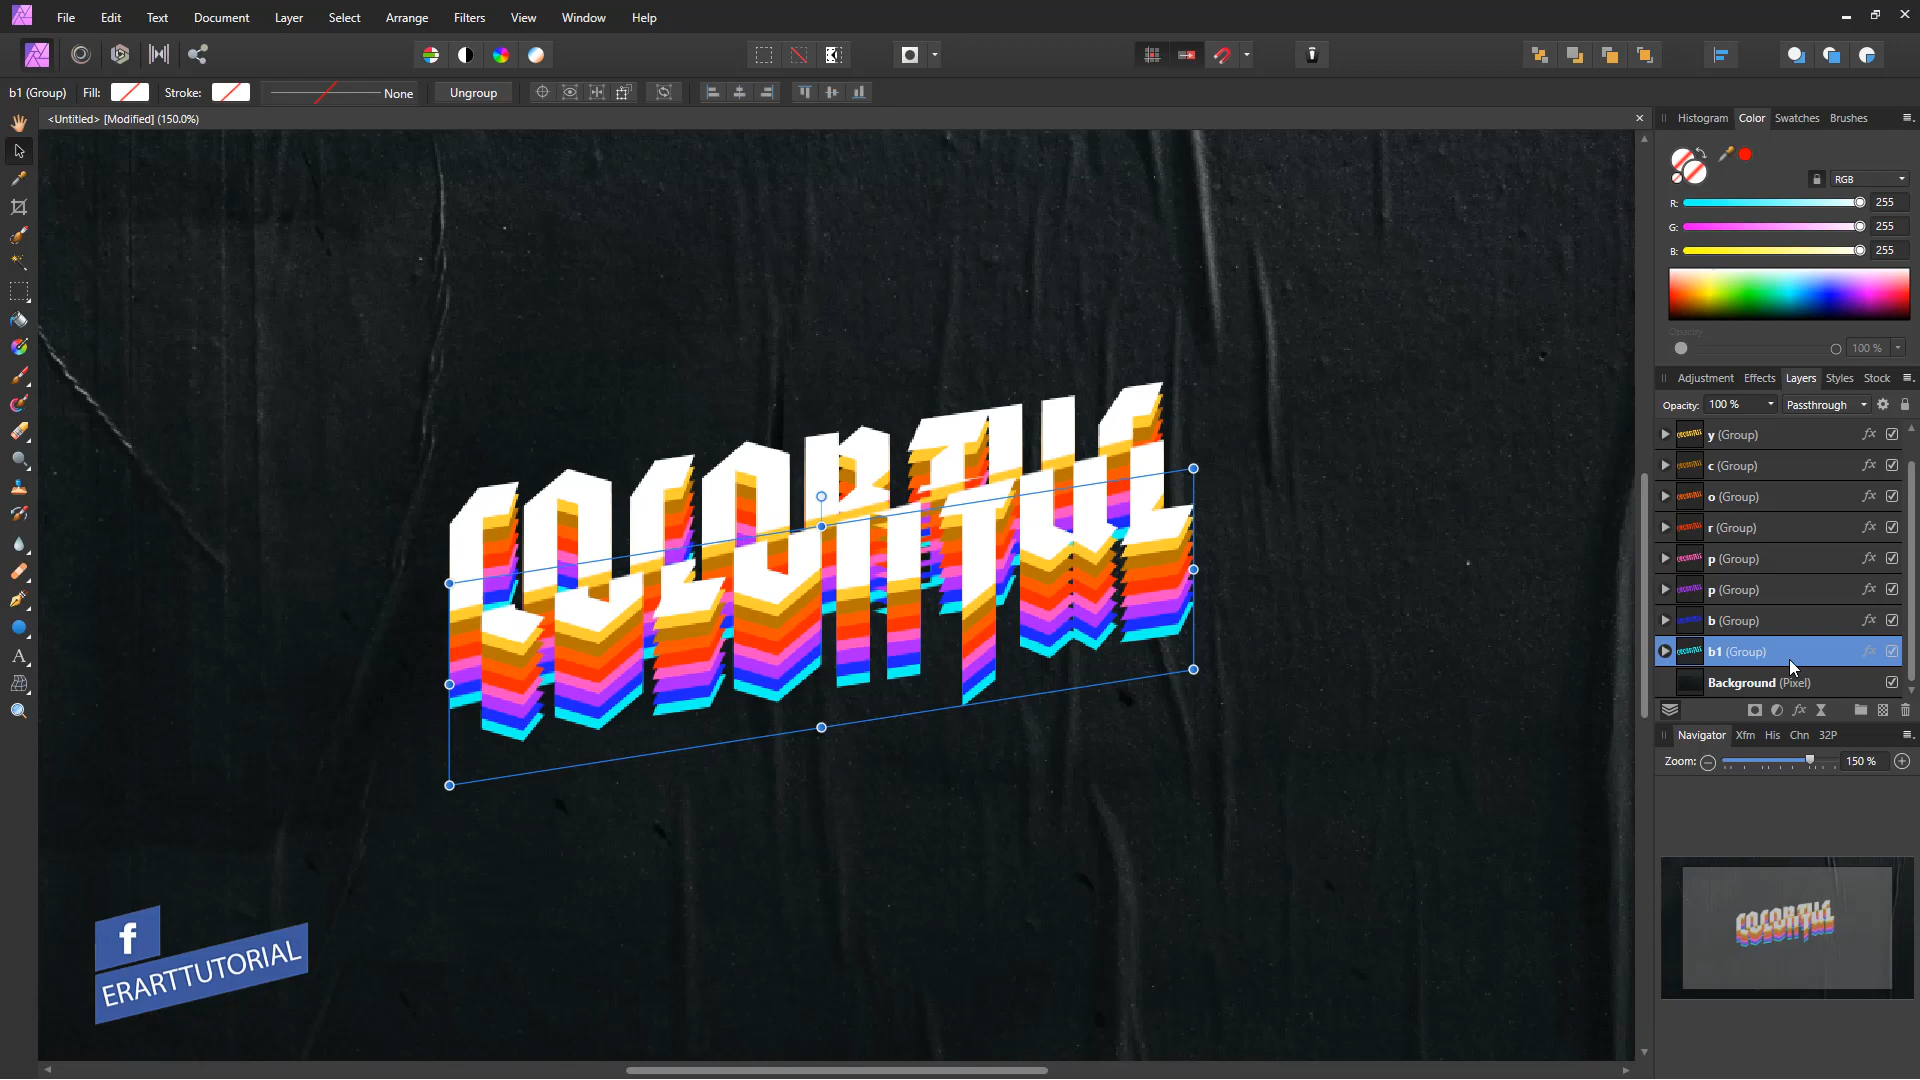 File Edit Text Document Layer Select Arrange Filters View Window Help
b1 (Group) Fill: Stroke: None Ungroup
<Untitled> [Modified] (150.0%)
Histogram Color Swatches Brushes
RGB
R: 255
G: 255
B: 255
Opacity
100 %
Adjustment Effects Layers Styles Stock
Opacity: 100 % Passthrough
y (Group)
c (Group)
o (Group)
r (Group)
p (Group)
p (Group)
b (Group)
b1 (Group)
Background (Pixel)
Navigator Xfm His Chn 32P
Zoom: 150 %
COLORFUL
f
ERARTTUTORIAL